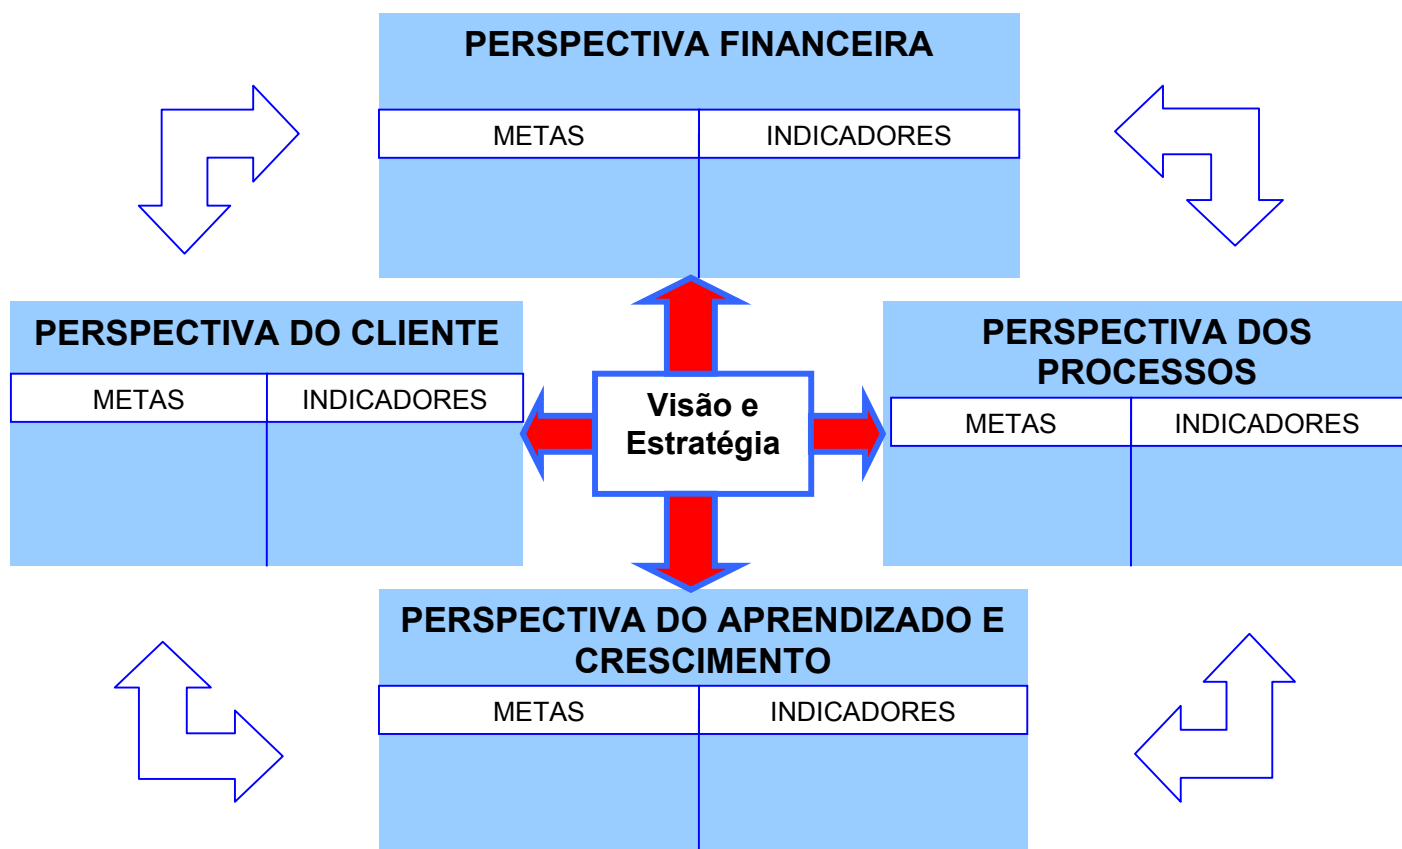 PERSPECTIVA FINANCEIRA
METAS
INDICADORES
PERSPECTIVA DO CLIENTE
METAS
INDICADORES
Visão e
Estratégia
PERSPECTIVA DOS
PROCESSOS
METAS
INDICADORES
PERSPECTIVA DO APRENDIZADO E
CRESCIMENTO
METAS
INDICADORES